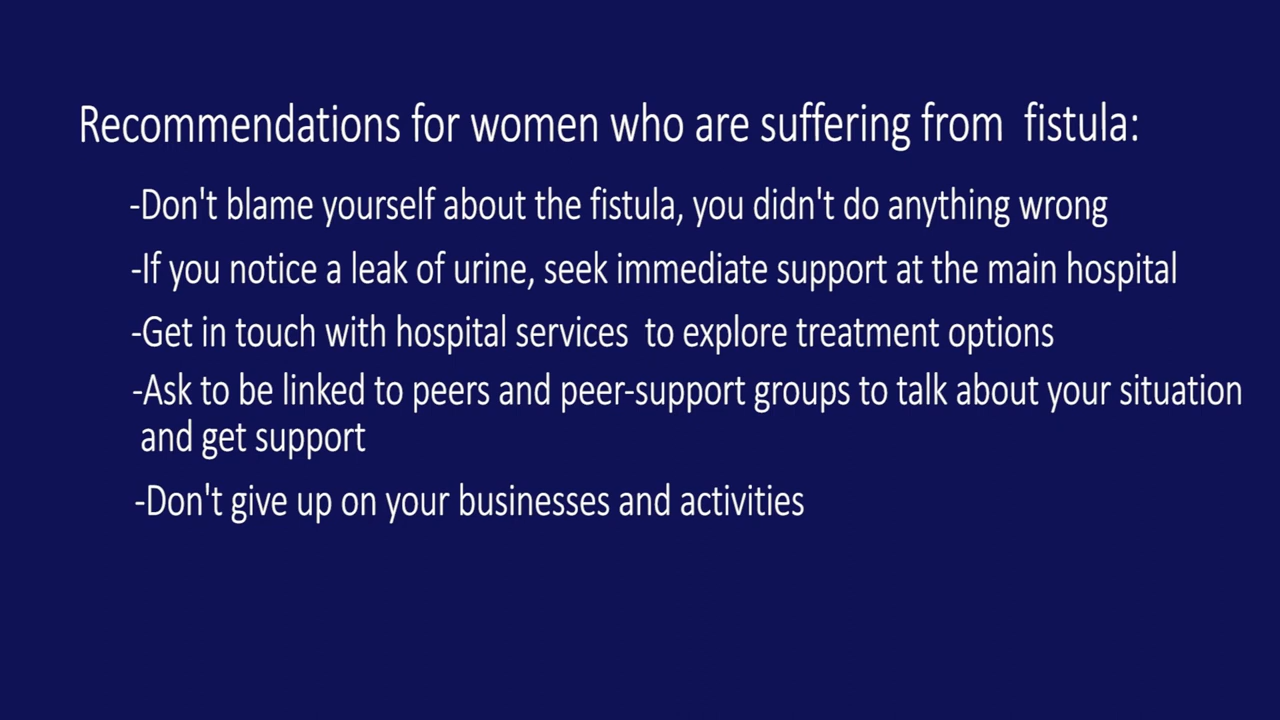 Recommendations for women who are suffering from  fistula:
-Don't blame yourself about the fistula, you didn't do anything wrong
-If you notice a leak of urine, seek immediate support at the main hospital
-Get in touch with hospital services  to explore treatment options
-Ask to be linked to peers and peer-support groups to talk about your situation
and get support
-Don't give up on your businesses and activities